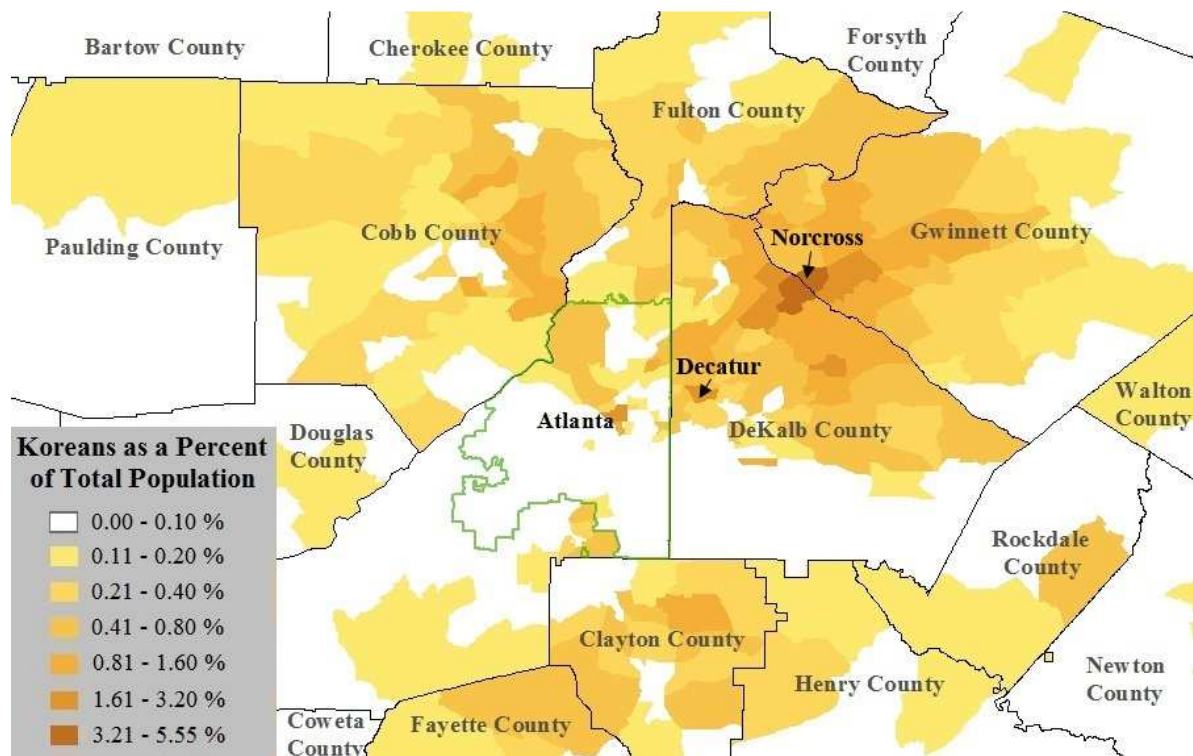 Bartow County
Cherokee County
Forsyth
County
Fulton County
Paulding County
Cobb County
Norcross
Gwinnett County
Decatur
Atlanta
DeKalb County
Walton
County
Douglas
County
Koreans as a Percent
of Total Population
0.00 - 0.10 %
0.11 - 0.20 %
0.21 - 0.40 %
0.41 - 0.80 %
0.81 - 1.60 %
1.61 - 3.20 %
3.21 - 5.55 %
Rockdale
County
Clayton County
Henry County
Newton
County
Coweta
County
Fayette County